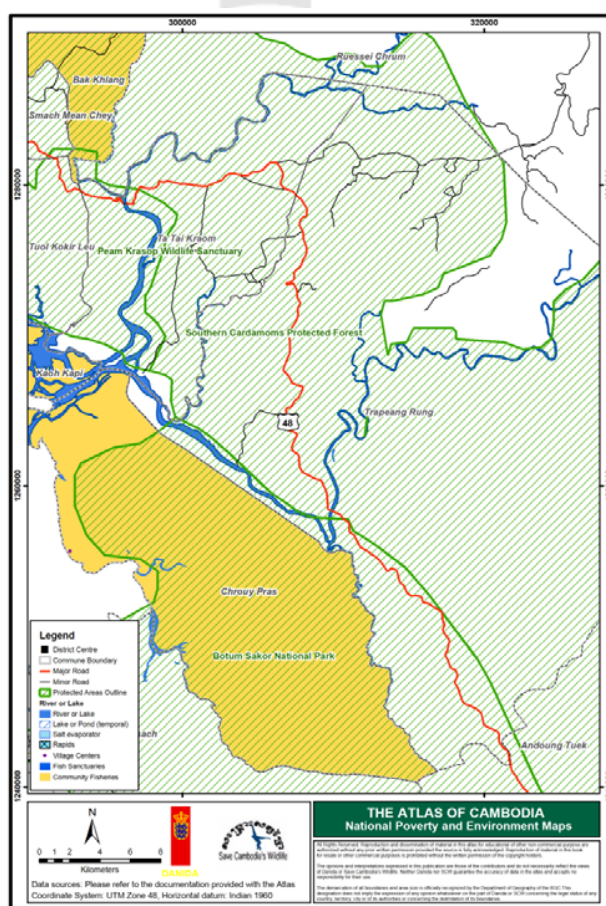 300000
320000
Ruessei Chrum
Bak Khlang
Smach Mean Chey
1280000
Tuol Kokir Leu
Ta Tai Kraom
Peam Krasop Wildlife Sanctuary
Southern Cardamoms Protected Forest
Kaoh Kapi
Trapeang Rung
48
1260000
Chrouy Pras
Botum Sakor National Park
Andoung Tuek
1240000
Legend
District Centre
Commune Boundary
Major Road
Minor Road
Protected Areas Outline
River or Lake
River or Lake
Lake or Pond (temporal)
Salt evaporator
Rapids
Village Centers
Fish Sanctuaries
Community Fisheries
N
0 2 4 6 8
Kilometers
DANIDA
Save Cambodia's Wildlife
Data sources: Please refer to the documentation provided with the Atlas
Coordinate System: UTM Zone 48, Horizontal datum: Indian 1960
THE ATLAS OF CAMBODIA
National Poverty and Environment Maps